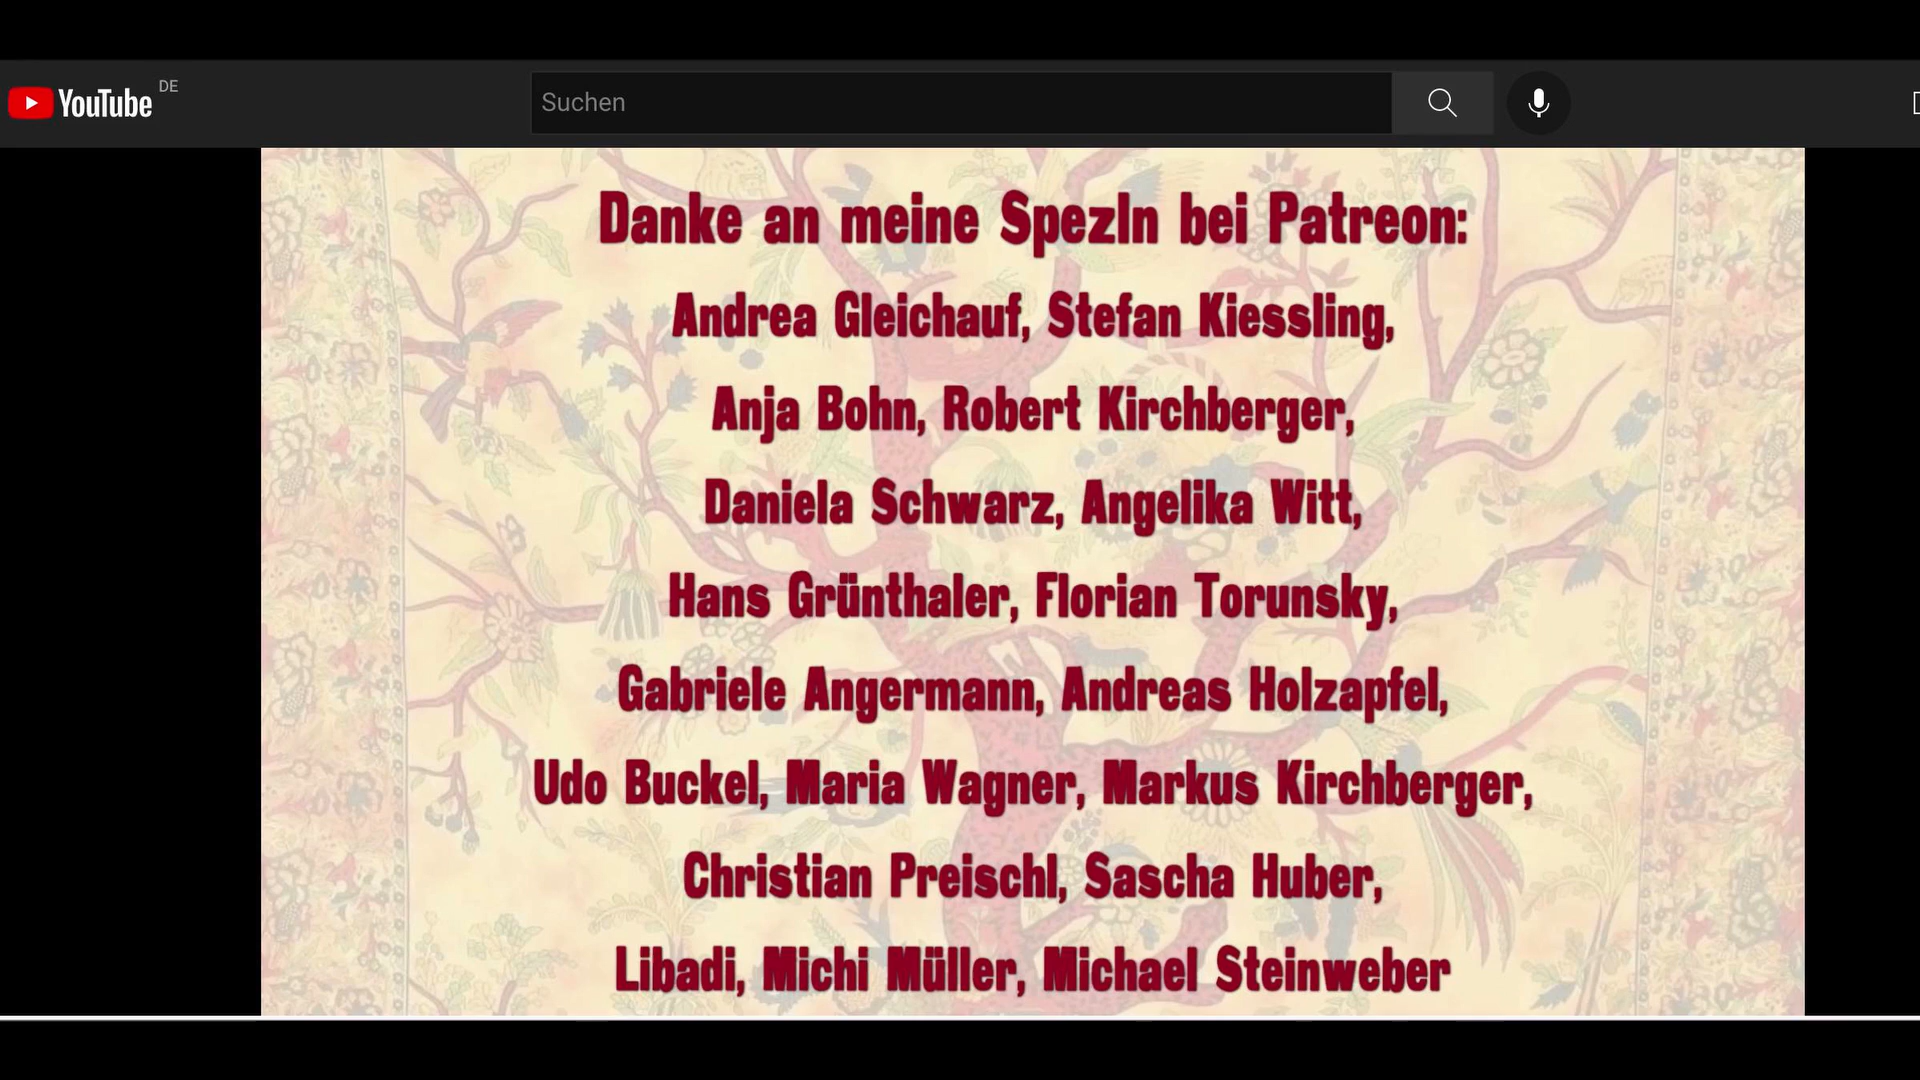 YouTube DE
Suchen
Danke an meine SpezIn bei Patreon:
Andrea Gleichauf, Stefan Kiessling,
Anja Bohn, Robert Kirchberger,
Daniela Schwarz, Angelika Witt,
Hans Grünthaler, Florian Torunsky,
Gabriele Angermann, Andreas Holzapfel,
Udo Buckel, Maria Wagner, Markus Kirchberger,
Christian Preischl, Sascha Huber,
Libadi, Michi Müller, Michael Steinweber